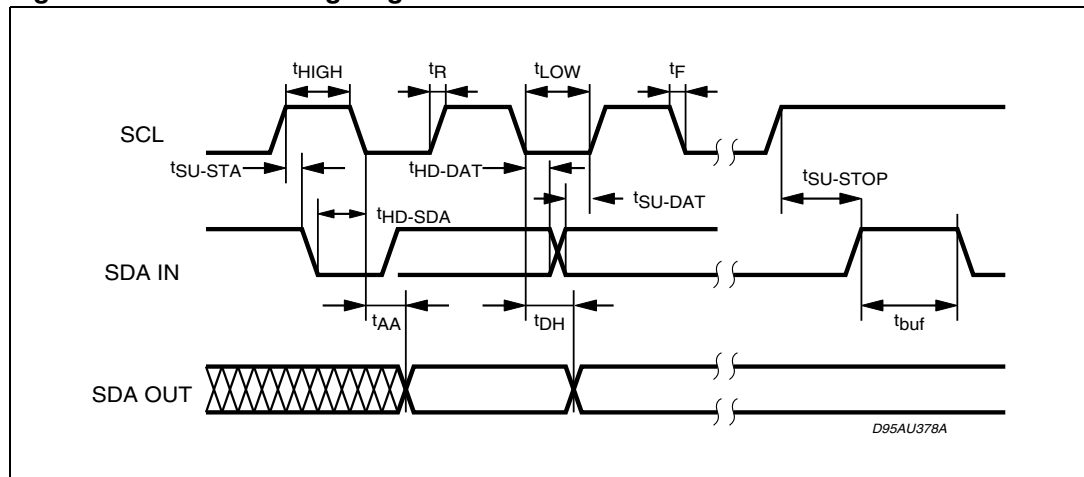 tHIGH
tR
tLOW
tF
SCL
tSU-STA
tHD-DAT
tSU-STOP
tSU-DAT
tHD-SDA
SDA IN
tAA
tDH
tbuf
SDA OUT
D95AU378A